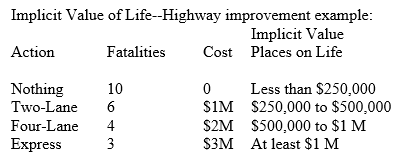 Implicit Value of Life--Highway improvement example:
Implicit Value
Action Fatalities Cost Places on Life
Nothing 10 0 Less than $250,000
Two-Lane 6 $1M $250,000 to $500,000
Four-Lane 4 $2M $500,000 to $1 M
Express 3 $3M At least $1 M